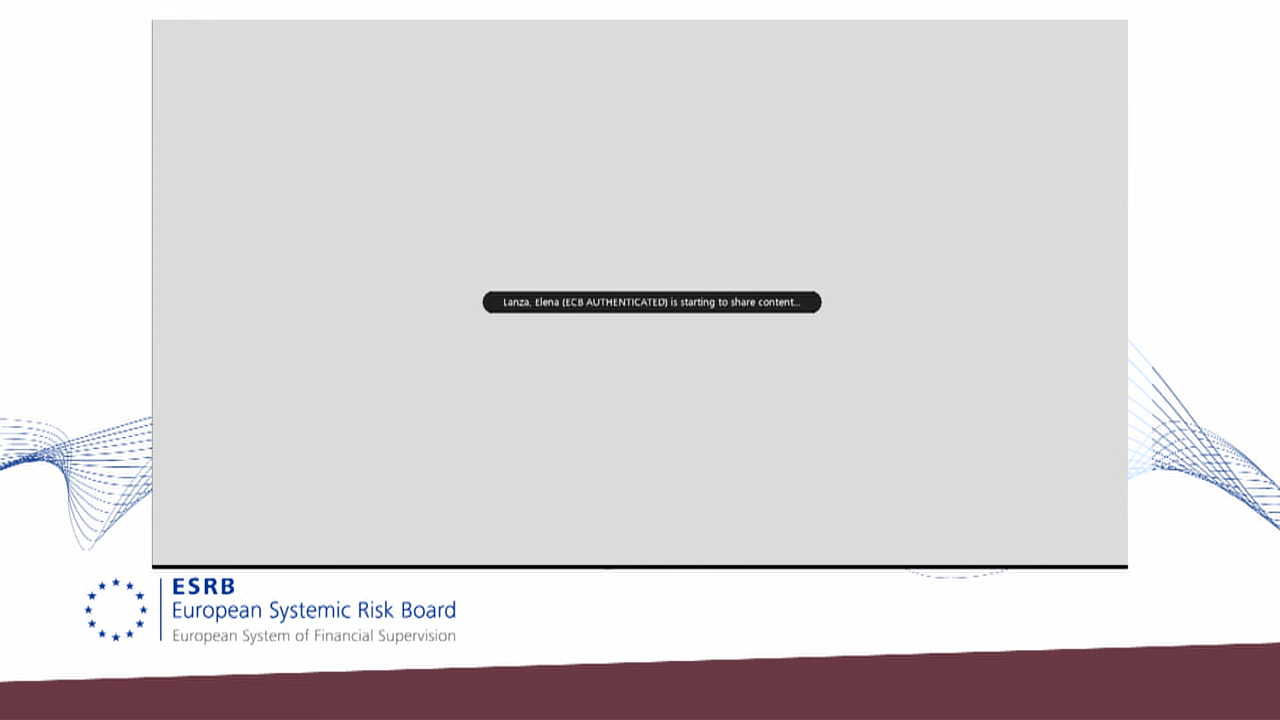 Lanza, Elena (ECB AUTHENTICATED) is starting to share content...
ESRB
European Systemic Risk Board
European System of Financial Supervision